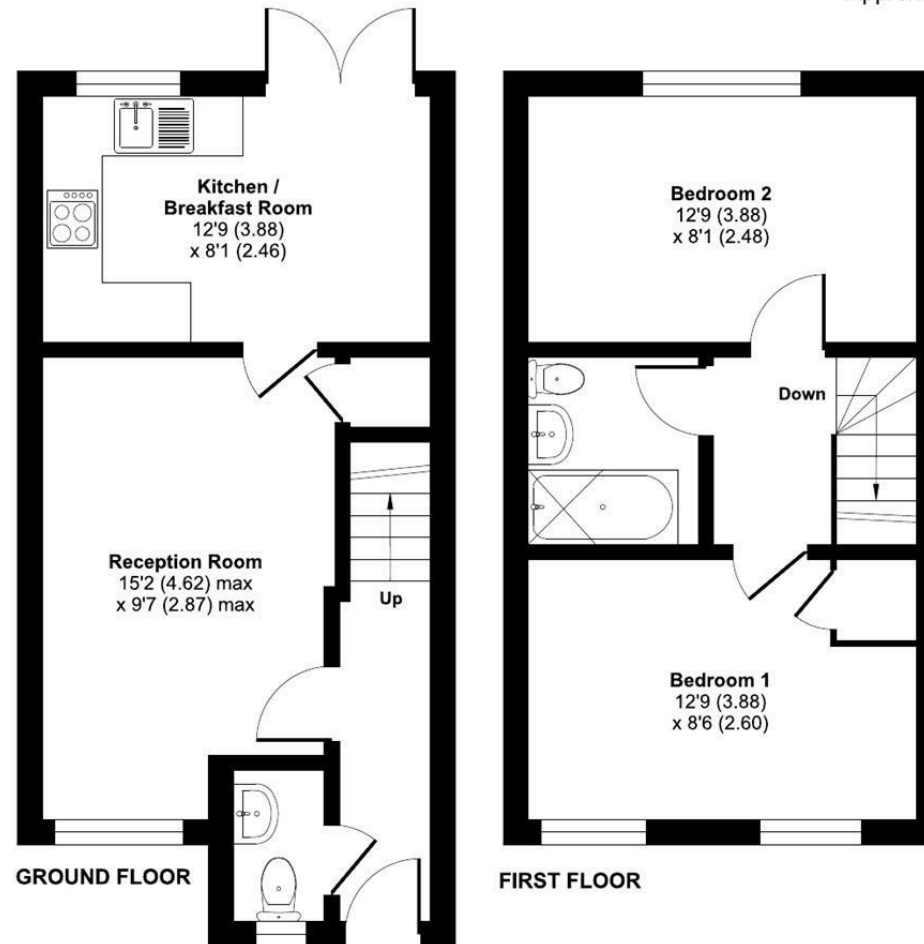 Kitchen /
Breakfast Room
12'9 (3.88)
x 8'1 (2.46)
Reception Room
15'2 (4.62) max
x 9'7 (2.87) max
Up
GROUND FLOOR
Bedroom 2
12'9 (3.88)
x 8'1 (2.48)
Down
Bedroom 1
12'9 (3.88)
x 8'6 (2.60)
FIRST FLOOR